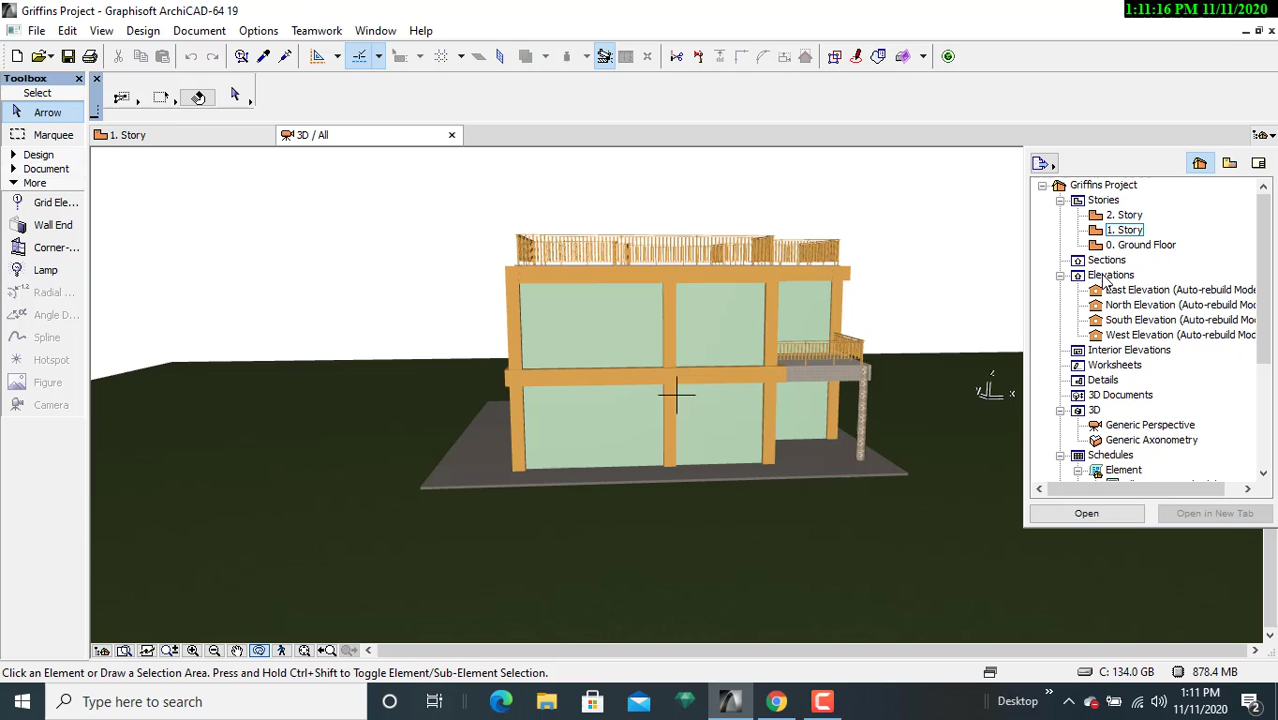 Griffins Project - Graphisoft ArchiCAD-64 19
1:11:16 PM 11/11/2020
File Edit View Design Document Options Teamwork Window Help
Toolbox
Select
Arrow
Marquee
Design
Document
More
Grid Ele...
Wall End
Corner-...
Lamp
Radial ...
Angle D...
Spline
Hotspot
Figure
Camera
1. Story
3D / All
z
y
x
Griffins Project
Stories
2. Story
1. Story
0. Ground Floor
Sections
Elevations
East Elevation (Auto-rebuild Mode
North Elevation (Auto-rebuild Mo
South Elevation (Auto-rebuild Mo
West Elevation (Auto-rebuild Mod
Interior Elevations
Worksheets
Details
3D Documents
3D
Generic Perspective
Generic Axonometry
Schedules
Element
Open
Open in New Tab
Click an Element or Draw a Selection Area. Press and Hold Ctrl+Shift to Toggle Element/Sub-Element Selection.
C: 134.0 GB
878.4 MB
Type here to search
Desktop
1:11 PM
11/11/2020
2